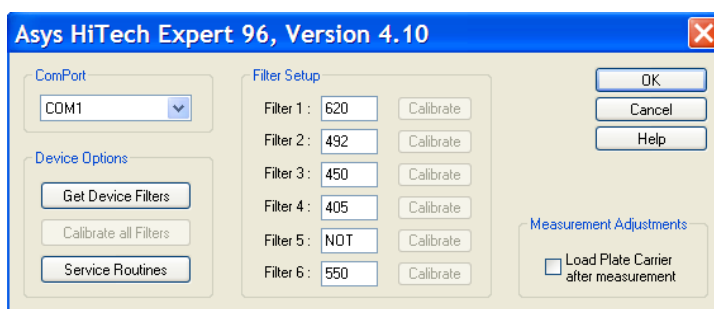 Asys HiTech Expert 96, Version 4.10
ComPort
COM1
Device Options
Get Device Filters
Calibrate all Filters
Service Routines
Filter Setup
Filter 1 : 620 Calibrate
Filter 2 : 492 Calibrate
Filter 3 : 450 Calibrate
Filter 4 : 405 Calibrate
Filter 5 : NOT Calibrate
Filter 6 : 550 Calibrate
OK
Cancel
Help
Measurement Adjustments
Load Plate Carrier
after measurement